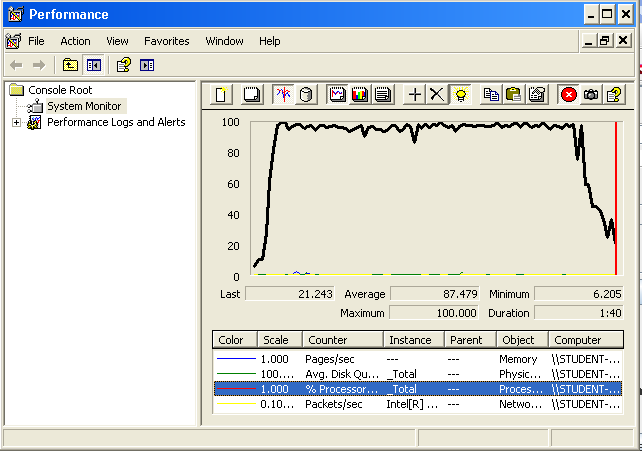 Performance
File Action View Favorites Window Help
Console Root
System Monitor
Performance Logs and Alerts
100
80
60
40
20
0
Last 21.243 Average 87.479 Minimum 6.205
Maximum 100.000 Duration 1:40
Color Scale Counter Instance Parent Object Computer
1.000 Pages/sec --- --- Memory \\STUDENT-...
100.... Avg. Disk Qu... _Total --- Physic... \\STUDENT-...
1.000 % Processor... _Total --- Proces... \\STUDENT-...
0.10... Packets/sec Intel[R] ... --- Netwo... \\STUDENT-...